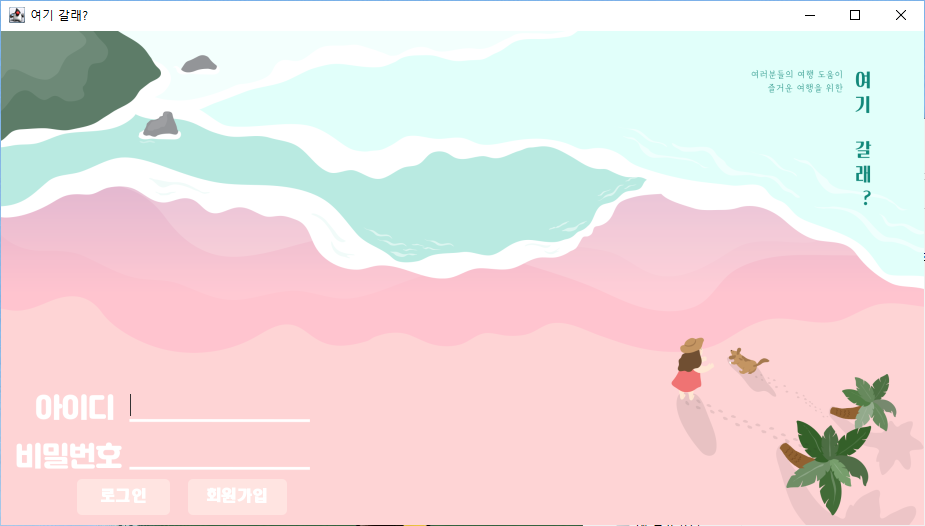 여기 갈래?
여러분들의 여행 도움이
즐거운 여행을 위한
여기 갈래?
아이디
비밀번호
로그인
회원가입